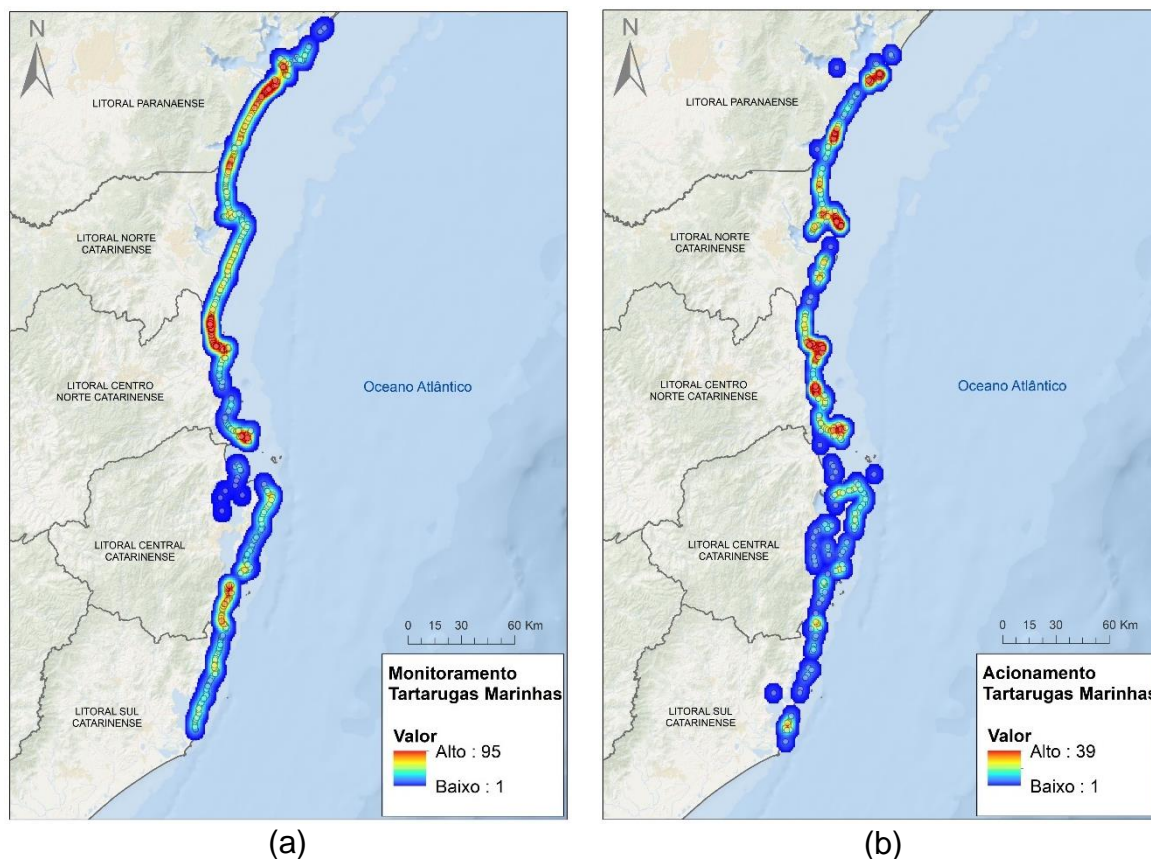 N
LITORAL PARANAENSE
LITORAL NORTE
CATARINENSE
LITORAL CENTRO
NORTE CATARINENSE
Oceano Atlântico
LITORAL CENTRAL
CATARINENSE
0 15 30 60 Km
LITORAL SUL
CATARINENSE
Monitoramento
Tartarugas Marinhas
Valor
Alto : 95
Baixo : 1
(a)
N
LITORAL PARANAENSE
LITORAL NORTE
CATARINENSE
LITORAL CENTRO
NORTE CATARINENSE
Oceano Atlântico
LITORAL CENTRAL
CATARINENSE
0 15 30 60 Km
LITORAL SUL
CATARINENSE
Acionamento
Tartarugas Marinhas
Valor
Alto : 39
Baixo : 1
(b)